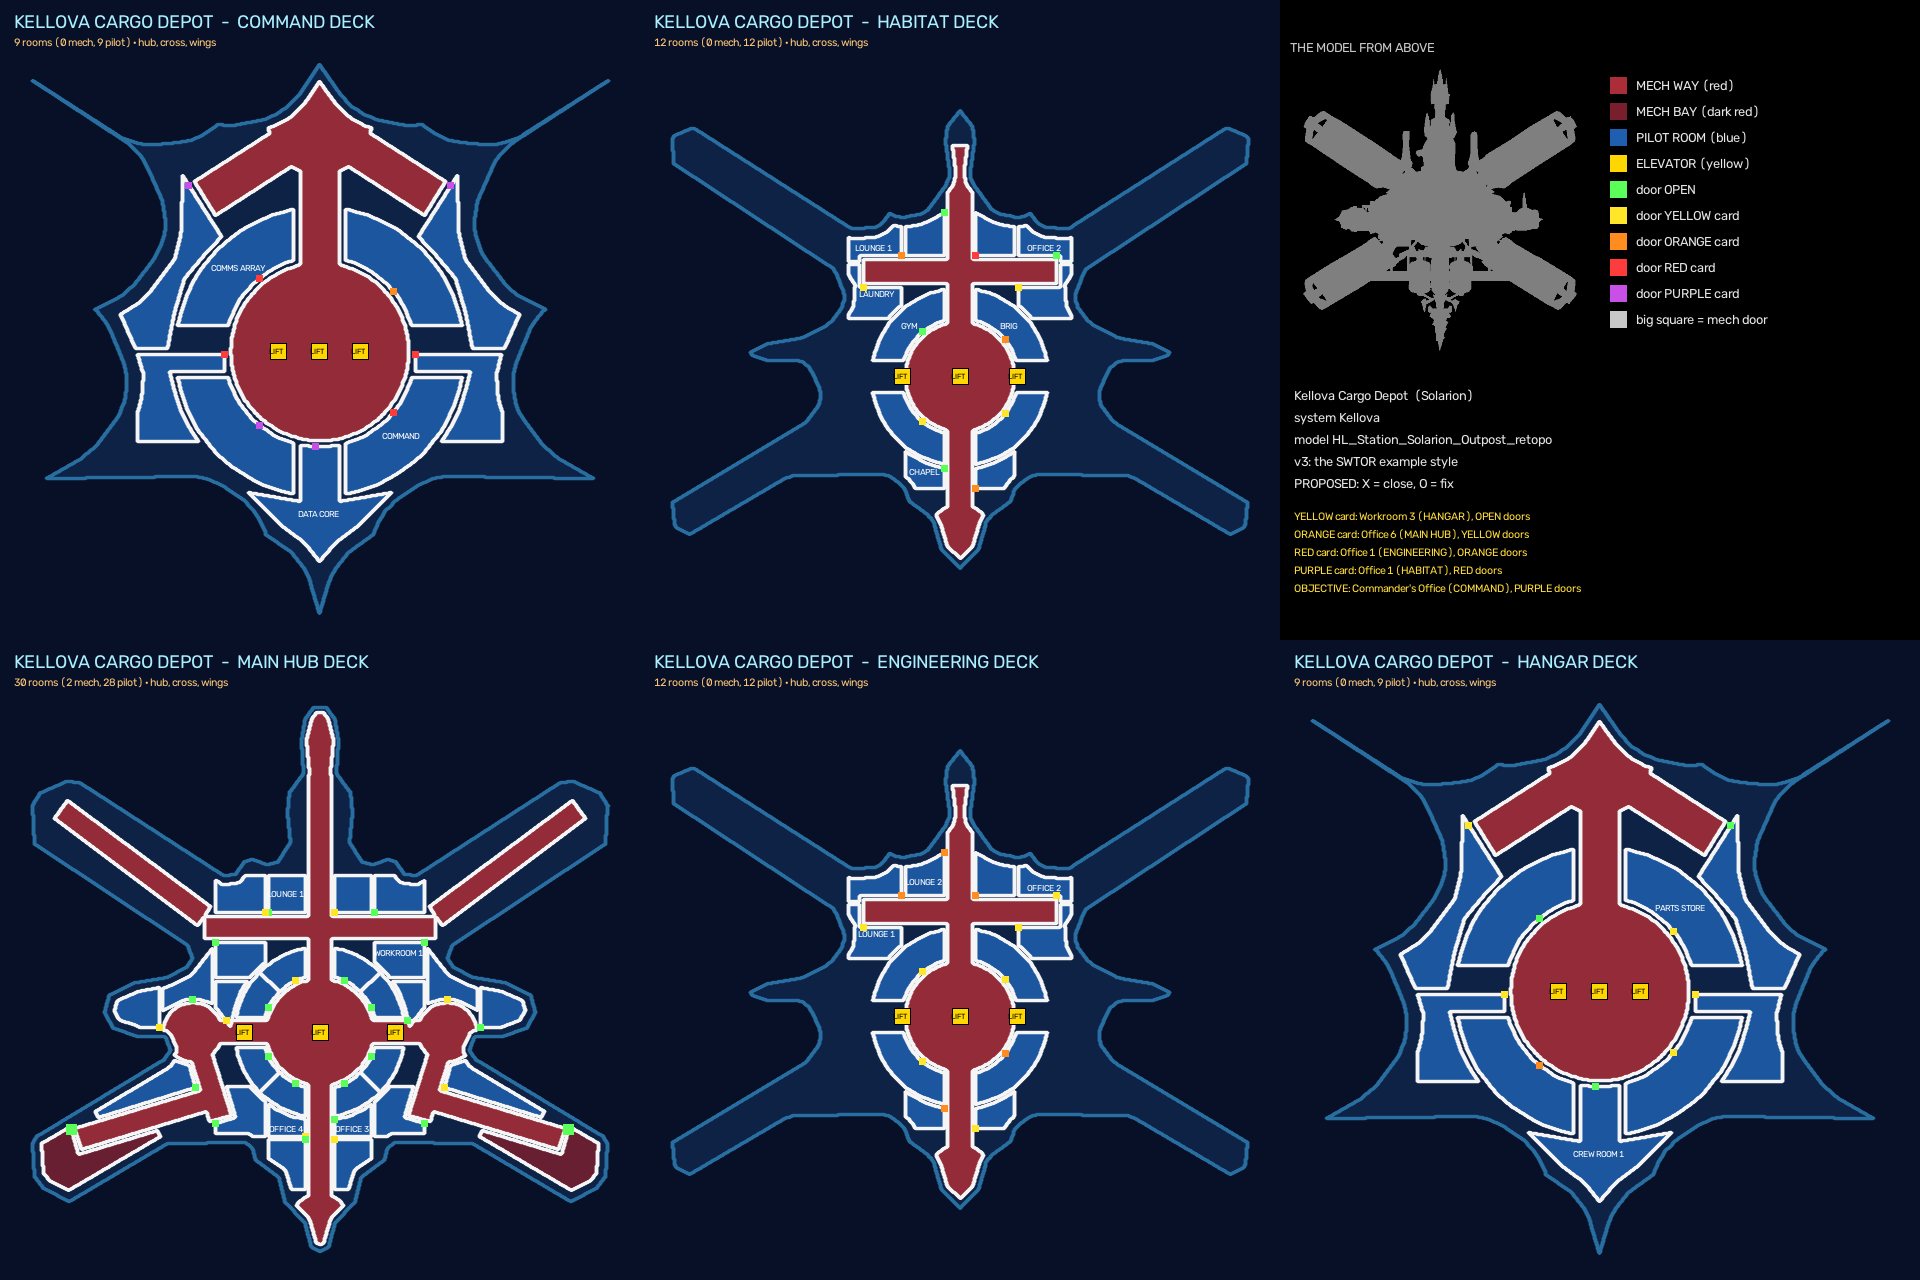 KELLOVA CARGO DEPOT - COMMAND DECK
9 rooms (0 mech, 9 pilot) • hub, cross, wings
COMMS ARRAY
LIFT LIFT LIFT
COMMAND
DATA CORE
KELLOVA CARGO DEPOT - HABITAT DECK
12 rooms (0 mech, 12 pilot) • hub, cross, wings
LOUNGE 1
OFFICE 2
LAUNDRY
GYM
BRIG
LIFT LIFT LIFT
CHAPEL
THE MODEL FROM ABOVE
MECH WAY (red)
MECH BAY (dark red)
PILOT ROOM (blue)
ELEVATOR (yellow)
door OPEN
door YELLOW card
door ORANGE card
door RED card
door PURPLE card
big square = mech door
Kellova Cargo Depot (Solarion)
system Kellova
model HL_Station_Solarion_Outpost_retopo
v3: the SWTOR example style
PROPOSED: X = close, O = fix
YELLOW card: Workroom 3 (HANGAR), OPEN doors
ORANGE card: Office 6 (MAIN HUB), YELLOW doors
RED card: Office 1 (ENGINEERING), ORANGE doors
PURPLE card: Office 1 (HABITAT), RED doors
OBJECTIVE: Commander's Office (COMMAND), PURPLE doors
KELLOVA CARGO DEPOT - MAIN HUB DECK
30 rooms (2 mech, 28 pilot) • hub, cross, wings
LOUNGE 1
WORKROOM 1
LIFT LIFT LIFT
OFFICE 4
OFFICE 3
KELLOVA CARGO DEPOT - ENGINEERING DECK
12 rooms (0 mech, 12 pilot) • hub, cross, wings
LOUNGE 2
OFFICE 2
LOUNGE 1
LIFT LIFT LIFT
KELLOVA CARGO DEPOT - HANGAR DECK
9 rooms (0 mech, 9 pilot) • hub, cross, wings
PARTS STORE
LIFT LIFT LIFT
CREW ROOM 1